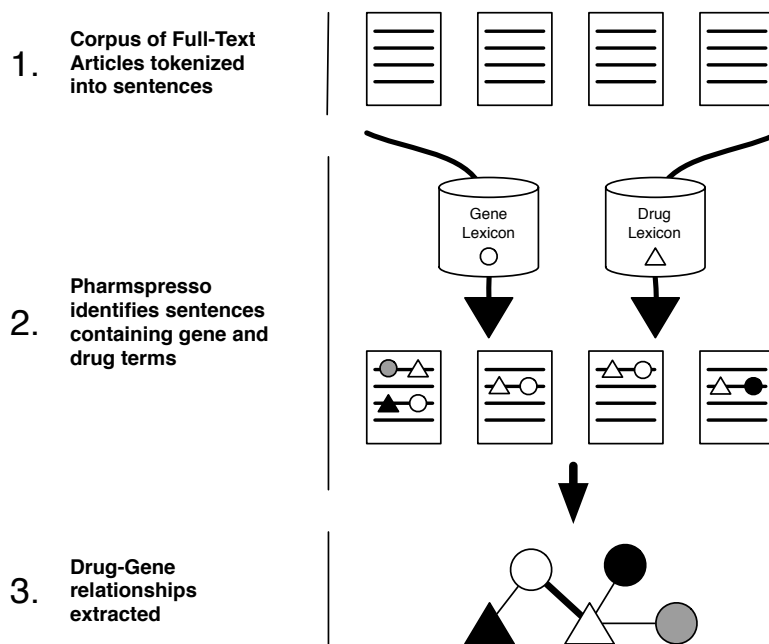 1.
Corpus of Full-Text
Articles tokenized
into sentences
Gene
Lexicon
Drug
Lexicon
2.
Pharmspresso
identifies sentences
containing gene and
drug terms
3.
Drug-Gene
relationships
extracted